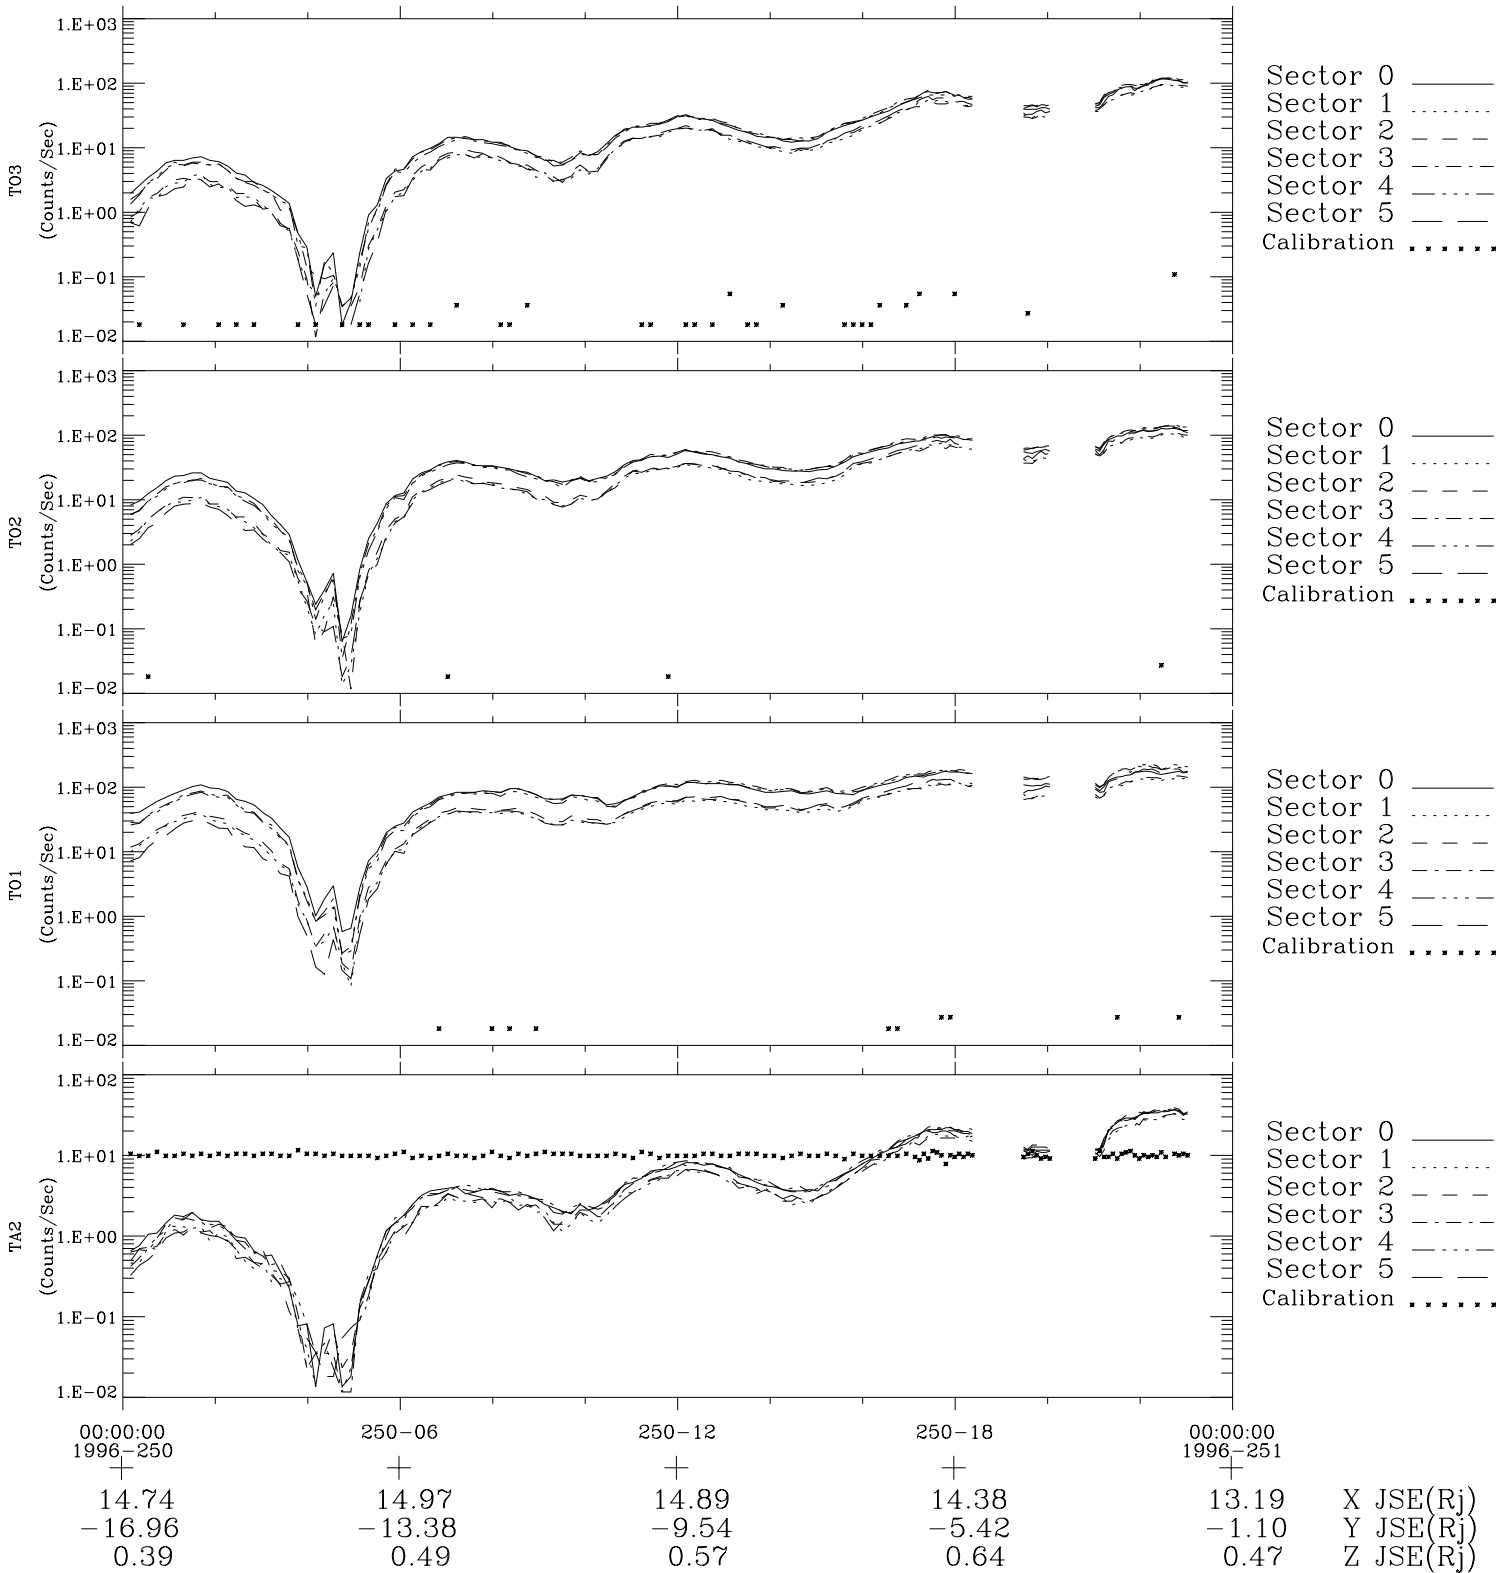 1.E+03
1.E+02
1.E+01
1.E+00
1.E-01
1.E-02
TO3
(Counts/Sec)
Sector 0
Sector 1
Sector 2
Sector 3
Sector 4
Sector 5
Calibration
1.E+03
1.E+02
1.E+01
1.E+00
1.E-01
1.E-02
TO2
(Counts/Sec)
Sector 0
Sector 1
Sector 2
Sector 3
Sector 4
Sector 5
Calibration
1.E+03
1.E+02
1.E+01
1.E+00
1.E-01
1.E-02
TO1
(Counts/Sec)
Sector 0
Sector 1
Sector 2
Sector 3
Sector 4
Sector 5
Calibration
1.E+02
1.E+01
1.E+00
1.E-01
1.E-02
TA2
(Counts/Sec)
Sector 0
Sector 1
Sector 2
Sector 3
Sector 4
Sector 5
Calibration
00:00:00 250-06 250-12 250-18 00:00:00
1996-250 1996-251
14.74 14.97 14.89 14.38 13.19 X JSE(Rj)
-16.96 -13.38 -9.54 -5.42 -1.10 Y JSE(Rj)
0.39 0.49 0.57 0.64 0.47 Z JSE(Rj)